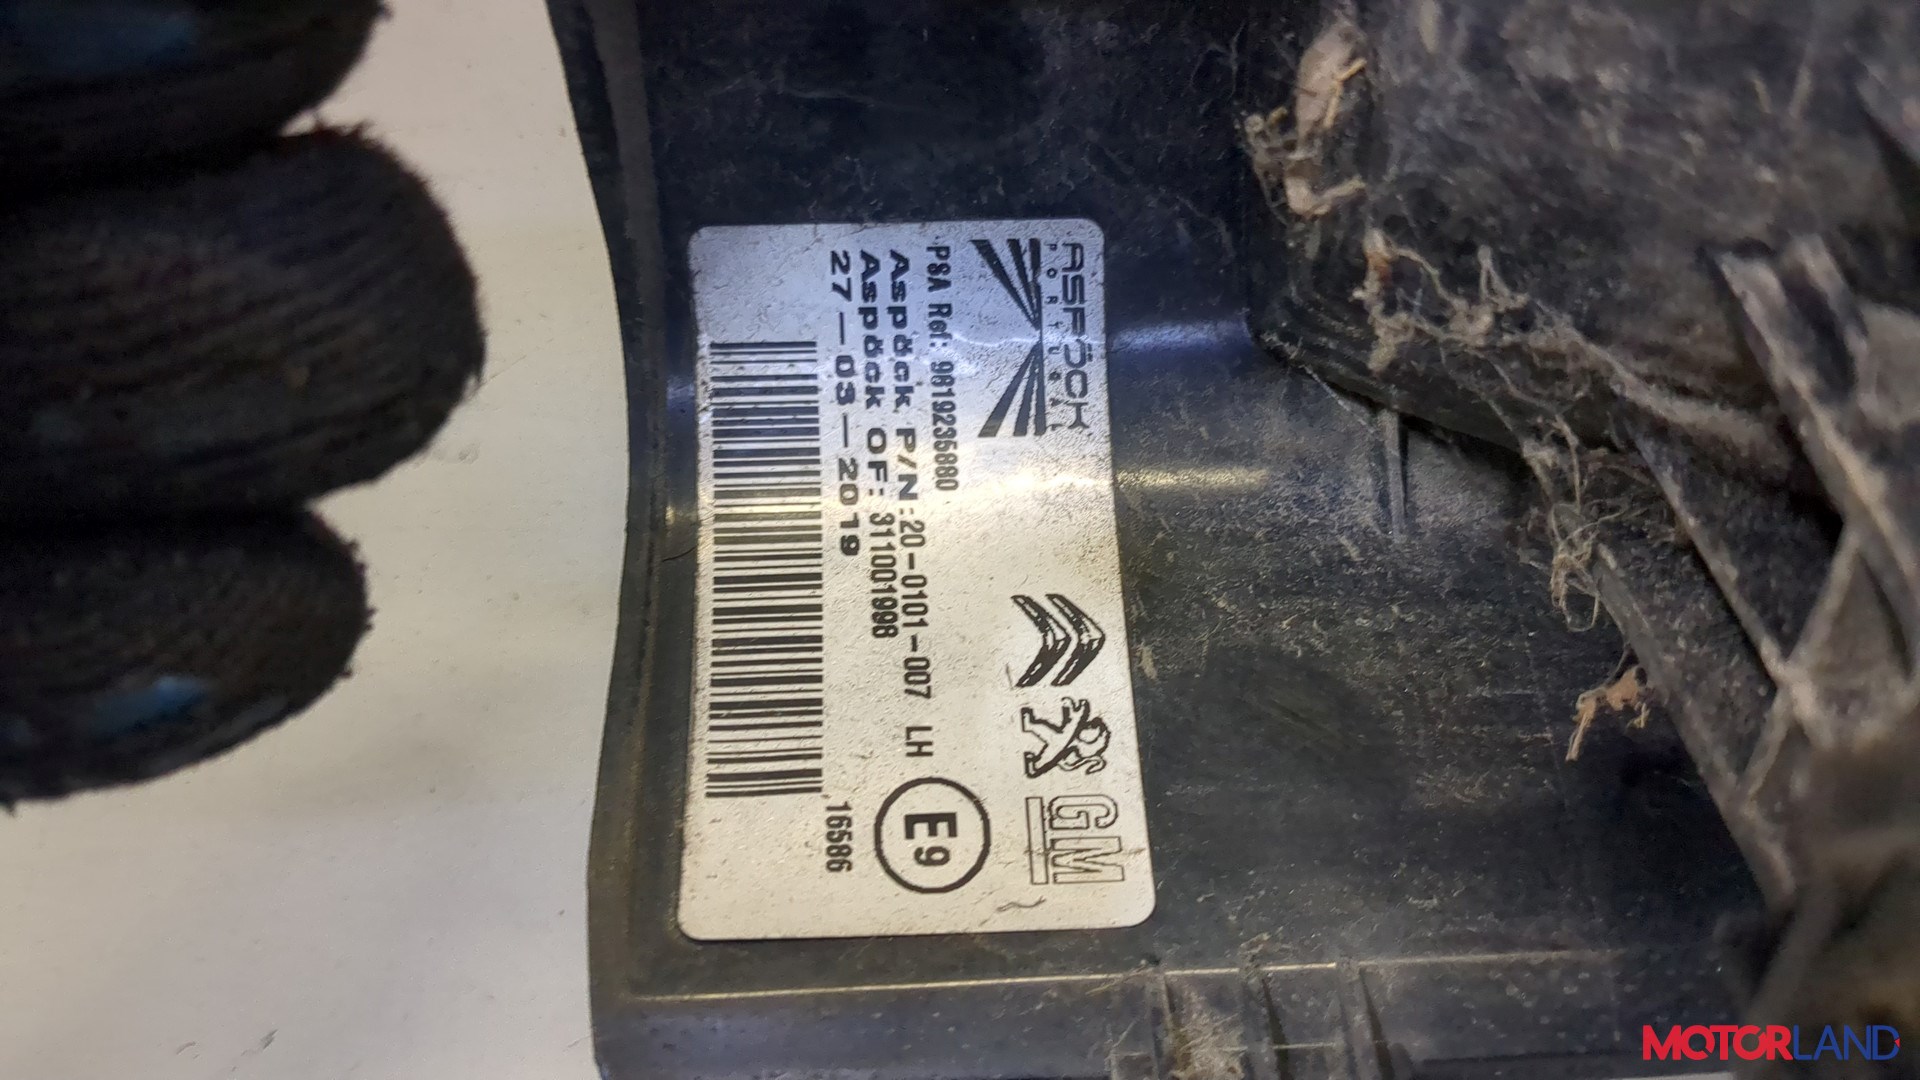 ASPÖCK
PORTUGAL
GM
PSA Ref: 9819236880
Aspöck P/N:20-0101-007 LH
Aspöck OF: 311001998
27-03-2019
E9
16586
MOTORLAND